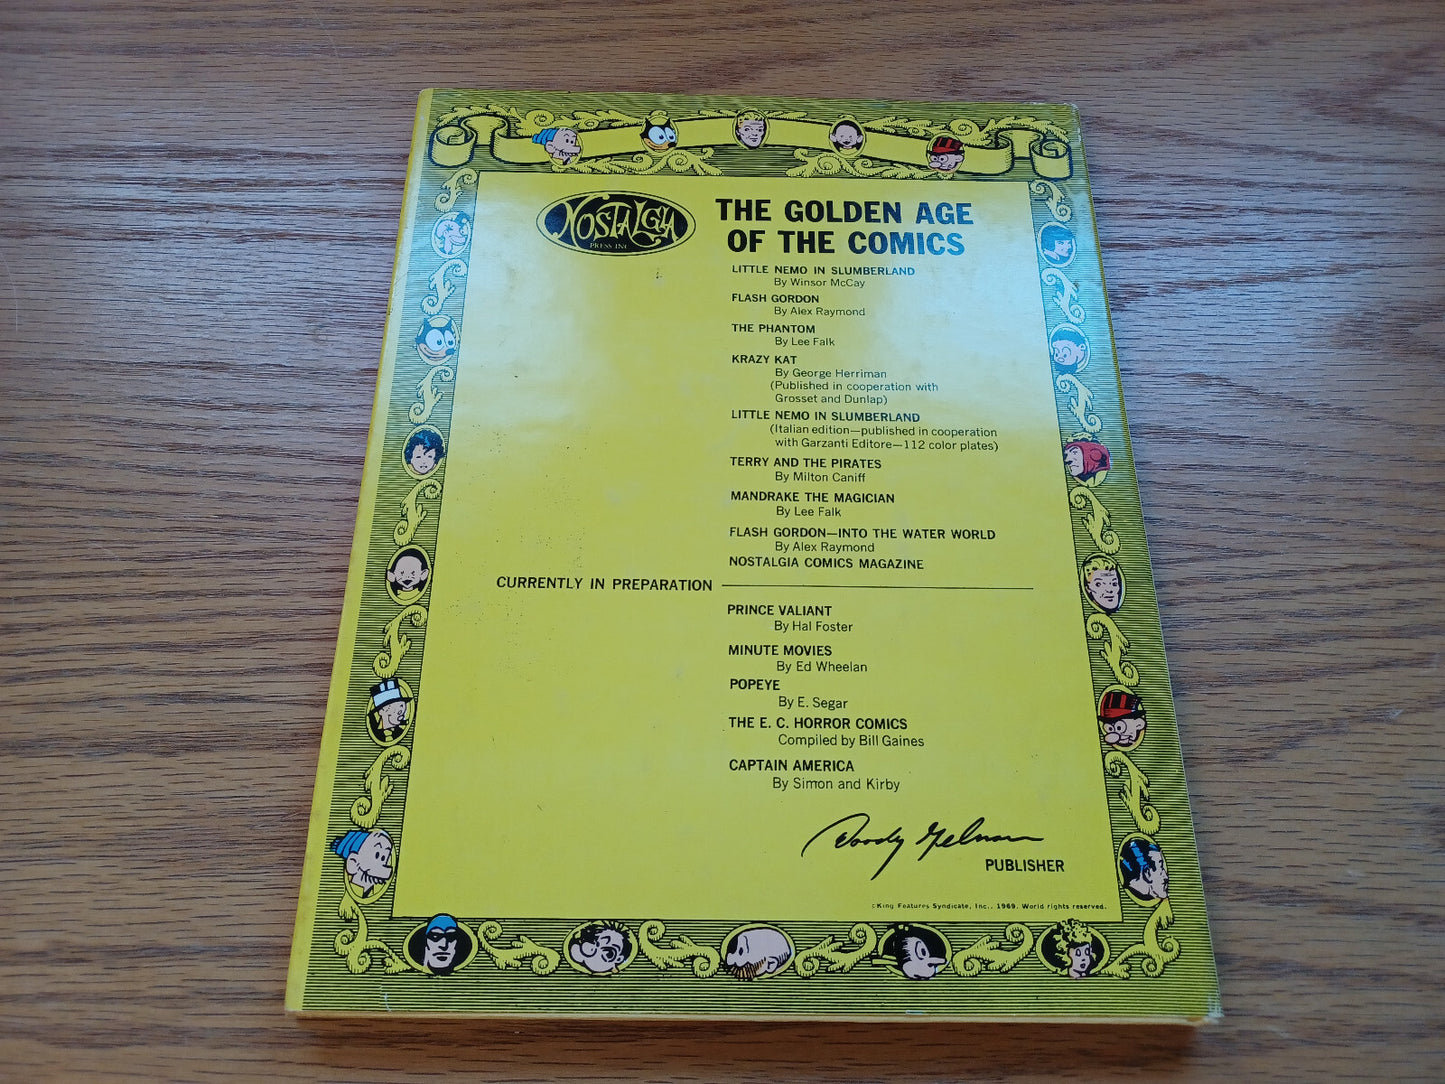 NOSTALGIA
PRESS INC
THE GOLDEN AGE
OF THE COMICS
LITTLE NEMO IN SLUMBERLAND
By Winsor McCay
FLASH GORDON
By Alex Raymond
THE PHANTOM
By Lee Falk
KRAZY KAT
By George Herriman
(Published in cooperation with
Grosset and Dunlap)
LITTLE NEMO IN SLUMBERLAND
(Italian edition—published in cooperation
with Garzanti Editore—112 color plates)
TERRY AND THE PIRATES
By Milton Caniff
MANDRAKE THE MAGICIAN
By Lee Falk
FLASH GORDON—INTO THE WATER WORLD
By Alex Raymond
NOSTALGIA COMICS MAGAZINE
CURRENTLY IN PREPARATION
PRINCE VALIANT
By Hal Foster
MINUTE MOVIES
By Ed Wheelan
POPEYE
By E. Segar
THE E. C. HORROR COMICS
Compiled by Bill Gaines
CAPTAIN AMERICA
By Simon and Kirby
Woody Gelman
PUBLISHER
©King Features Syndicate, Inc., 1969. World rights reserved.